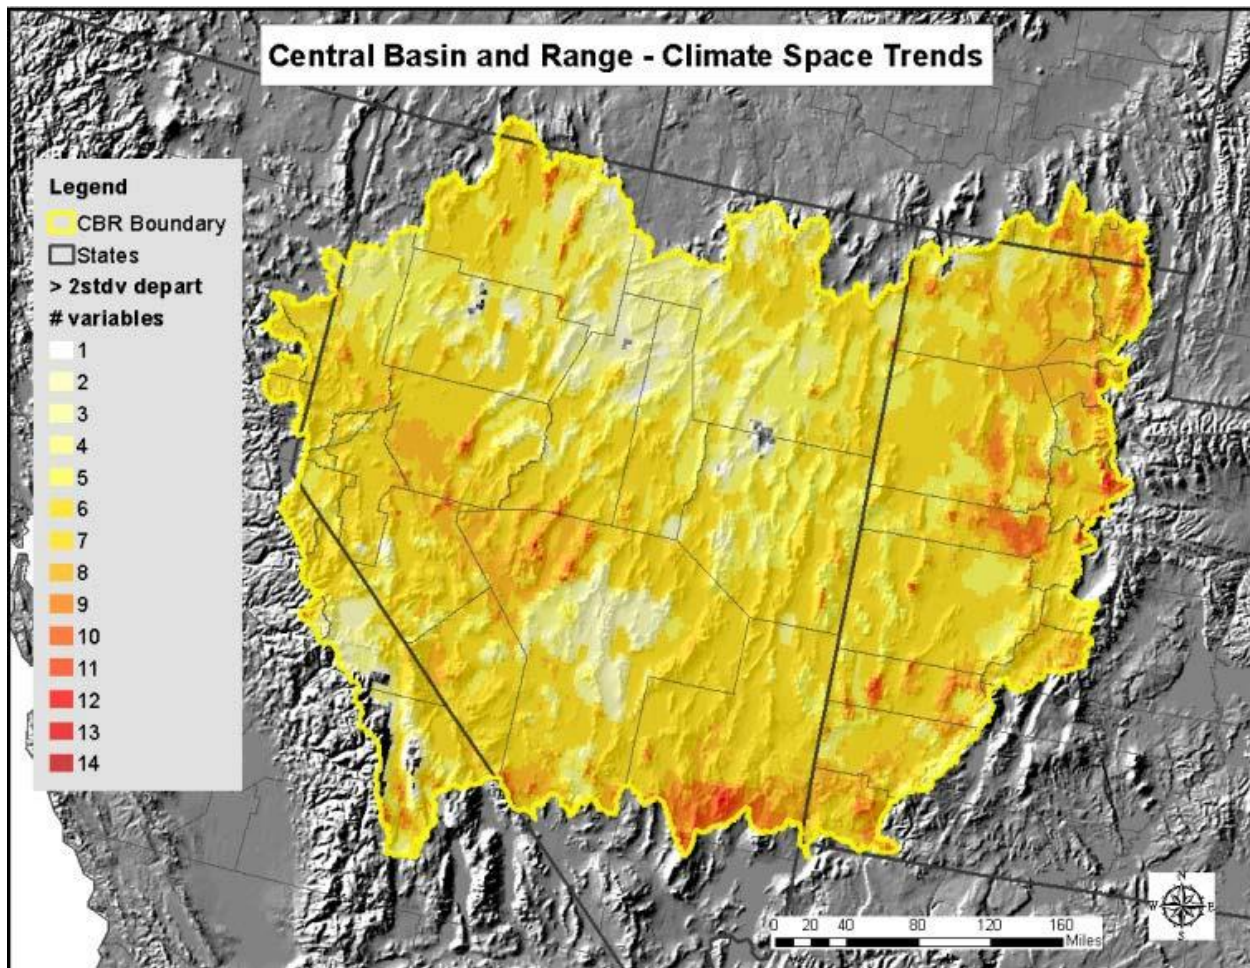 Central Basin and Range - Climate Space Trends
Legend
CBR Boundary
States
> 2stdv depart
# variables
1
2
3
4
5
6
7
8
9
10
11
12
13
14
N
W E
S
0 20 40 80 120 160
Miles